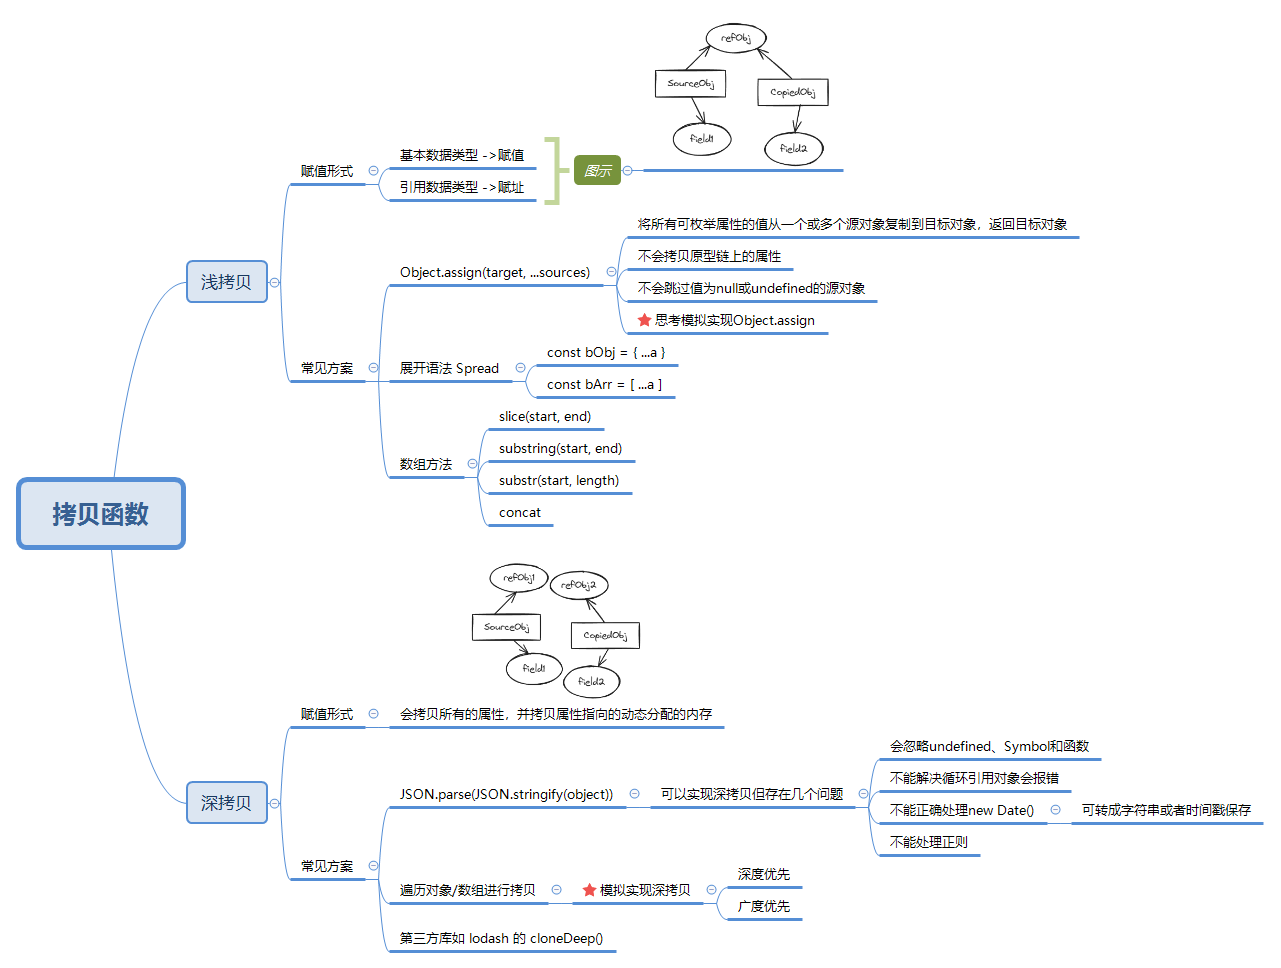 拷贝函数
浅拷贝
赋值形式
基本数据类型 ->赋值
引用数据类型 ->赋址
图示
refObj
SourceObj
CopiedObj
field1
field2
常见方案
Object.assign(target, ...sources)
将所有可枚举属性的值从一个或多个源对象复制到目标对象，返回目标对象
不会拷贝原型链上的属性
不会跳过值为null或undefined的源对象
思考模拟实现Object.assign
展开语法 Spread
const bObj = { ...a }
const bArr = [ ...a ]
数组方法
slice(start, end)
substring(start, end)
substr(start, length)
concat
深拷贝
refObj1
refObj2
SourceObj
CopiedObj
field1
field2
赋值形式
会拷贝所有的属性，并拷贝属性指向的动态分配的内存
常见方案
JSON.parse(JSON.stringify(object))
可以实现深拷贝但存在几个问题
会忽略undefined、Symbol和函数
不能解决循环引用对象会报错
不能正确处理new Date()
可转成字符串或者时间戳保存
不能处理正则
遍历对象/数组进行拷贝
模拟实现深拷贝
深度优先
广度优先
第三方库如 lodash 的 cloneDeep()